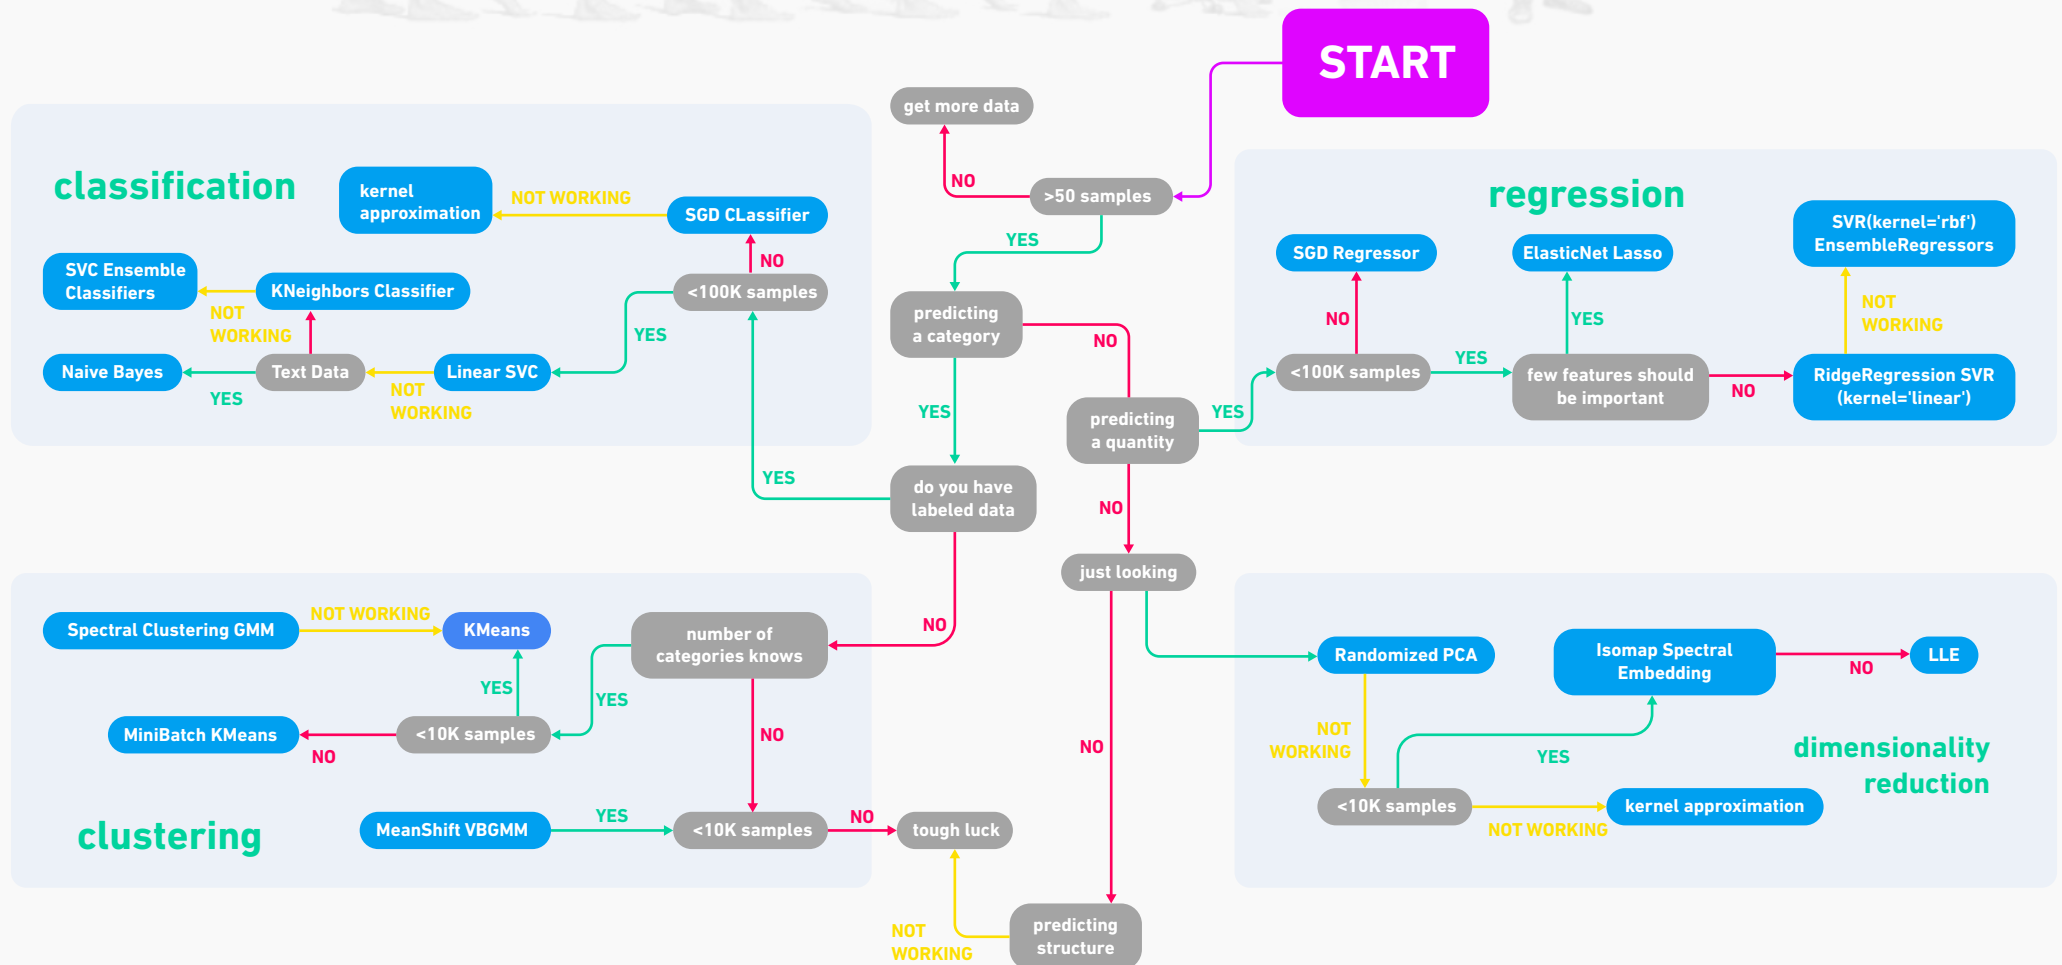 START
get more data
NO
>50 samples
YES
classification
kernel
approximation
NOT WORKING
SGD CLassifier
NO
SVC Ensemble
Classifiers
KNeighbors Classifier
<100K samples
NOT
WORKING
YES
Naive Bayes
YES
Text Data
NOT
WORKING
Linear SVC
predicting
a category
NO
YES
predicting
a quantity
YES
NO
do you have
labeled data
YES
NO
regression
SGD Regressor
ElasticNet Lasso
SVR(kernel='rbf')
EnsembleRegressors
NO
YES
NOT
WORKING
<100K samples
YES
few features should
be important
NO
RidgeRegression SVR
(kernel='linear')
just looking
NO
clustering
Spectral Clustering GMM
NOT WORKING
KMeans
number of
categories knows
YES
YES
NO
MiniBatch KMeans
NO
<10K samples
MeanShift VBGMM
YES
<10K samples
NO
tough luck
NOT
WORKING
predicting
structure
Randomized PCA
Isomap Spectral
Embedding
NO
LLE
NOT
WORKING
YES
dimensionality
reduction
<10K samples
NOT WORKING
kernel approximation